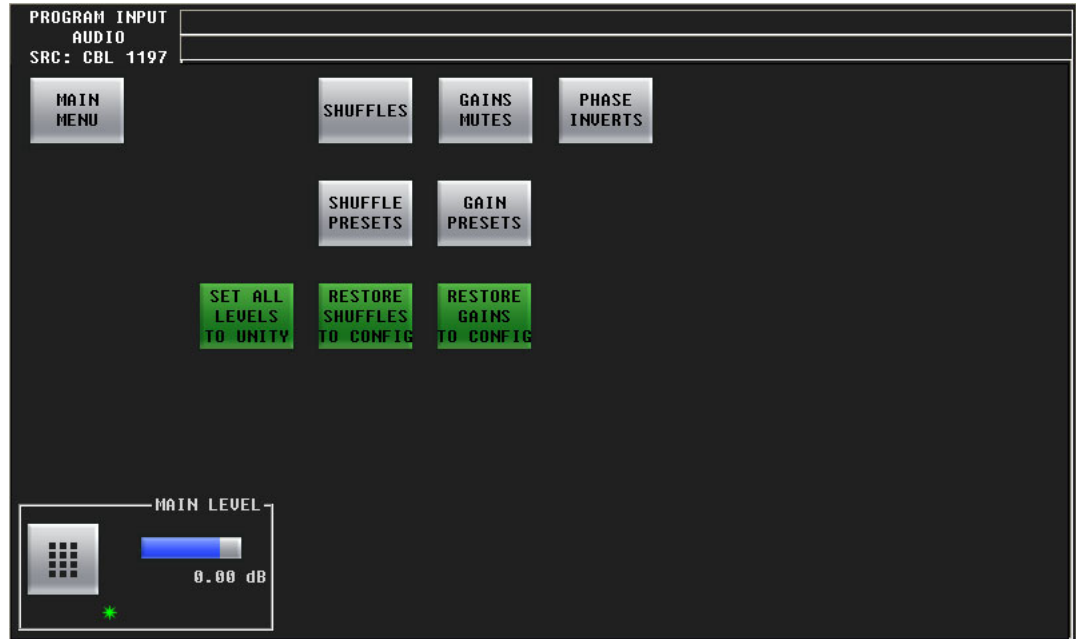 PROGRAM INPUT
AUDIO
SRC: CBL 1197
MAIN
MENU
SHUFFLES
GAINS
MUTES
PHASE
INVERTS
SHUFFLE
PRESETS
GAIN
PRESETS
SET ALL
LEVELS
TO UNITY
RESTORE
SHUFFLES
TO CONFIG
RESTORE
GAINS
TO CONFIG
MAIN LEVEL
0.00 dB